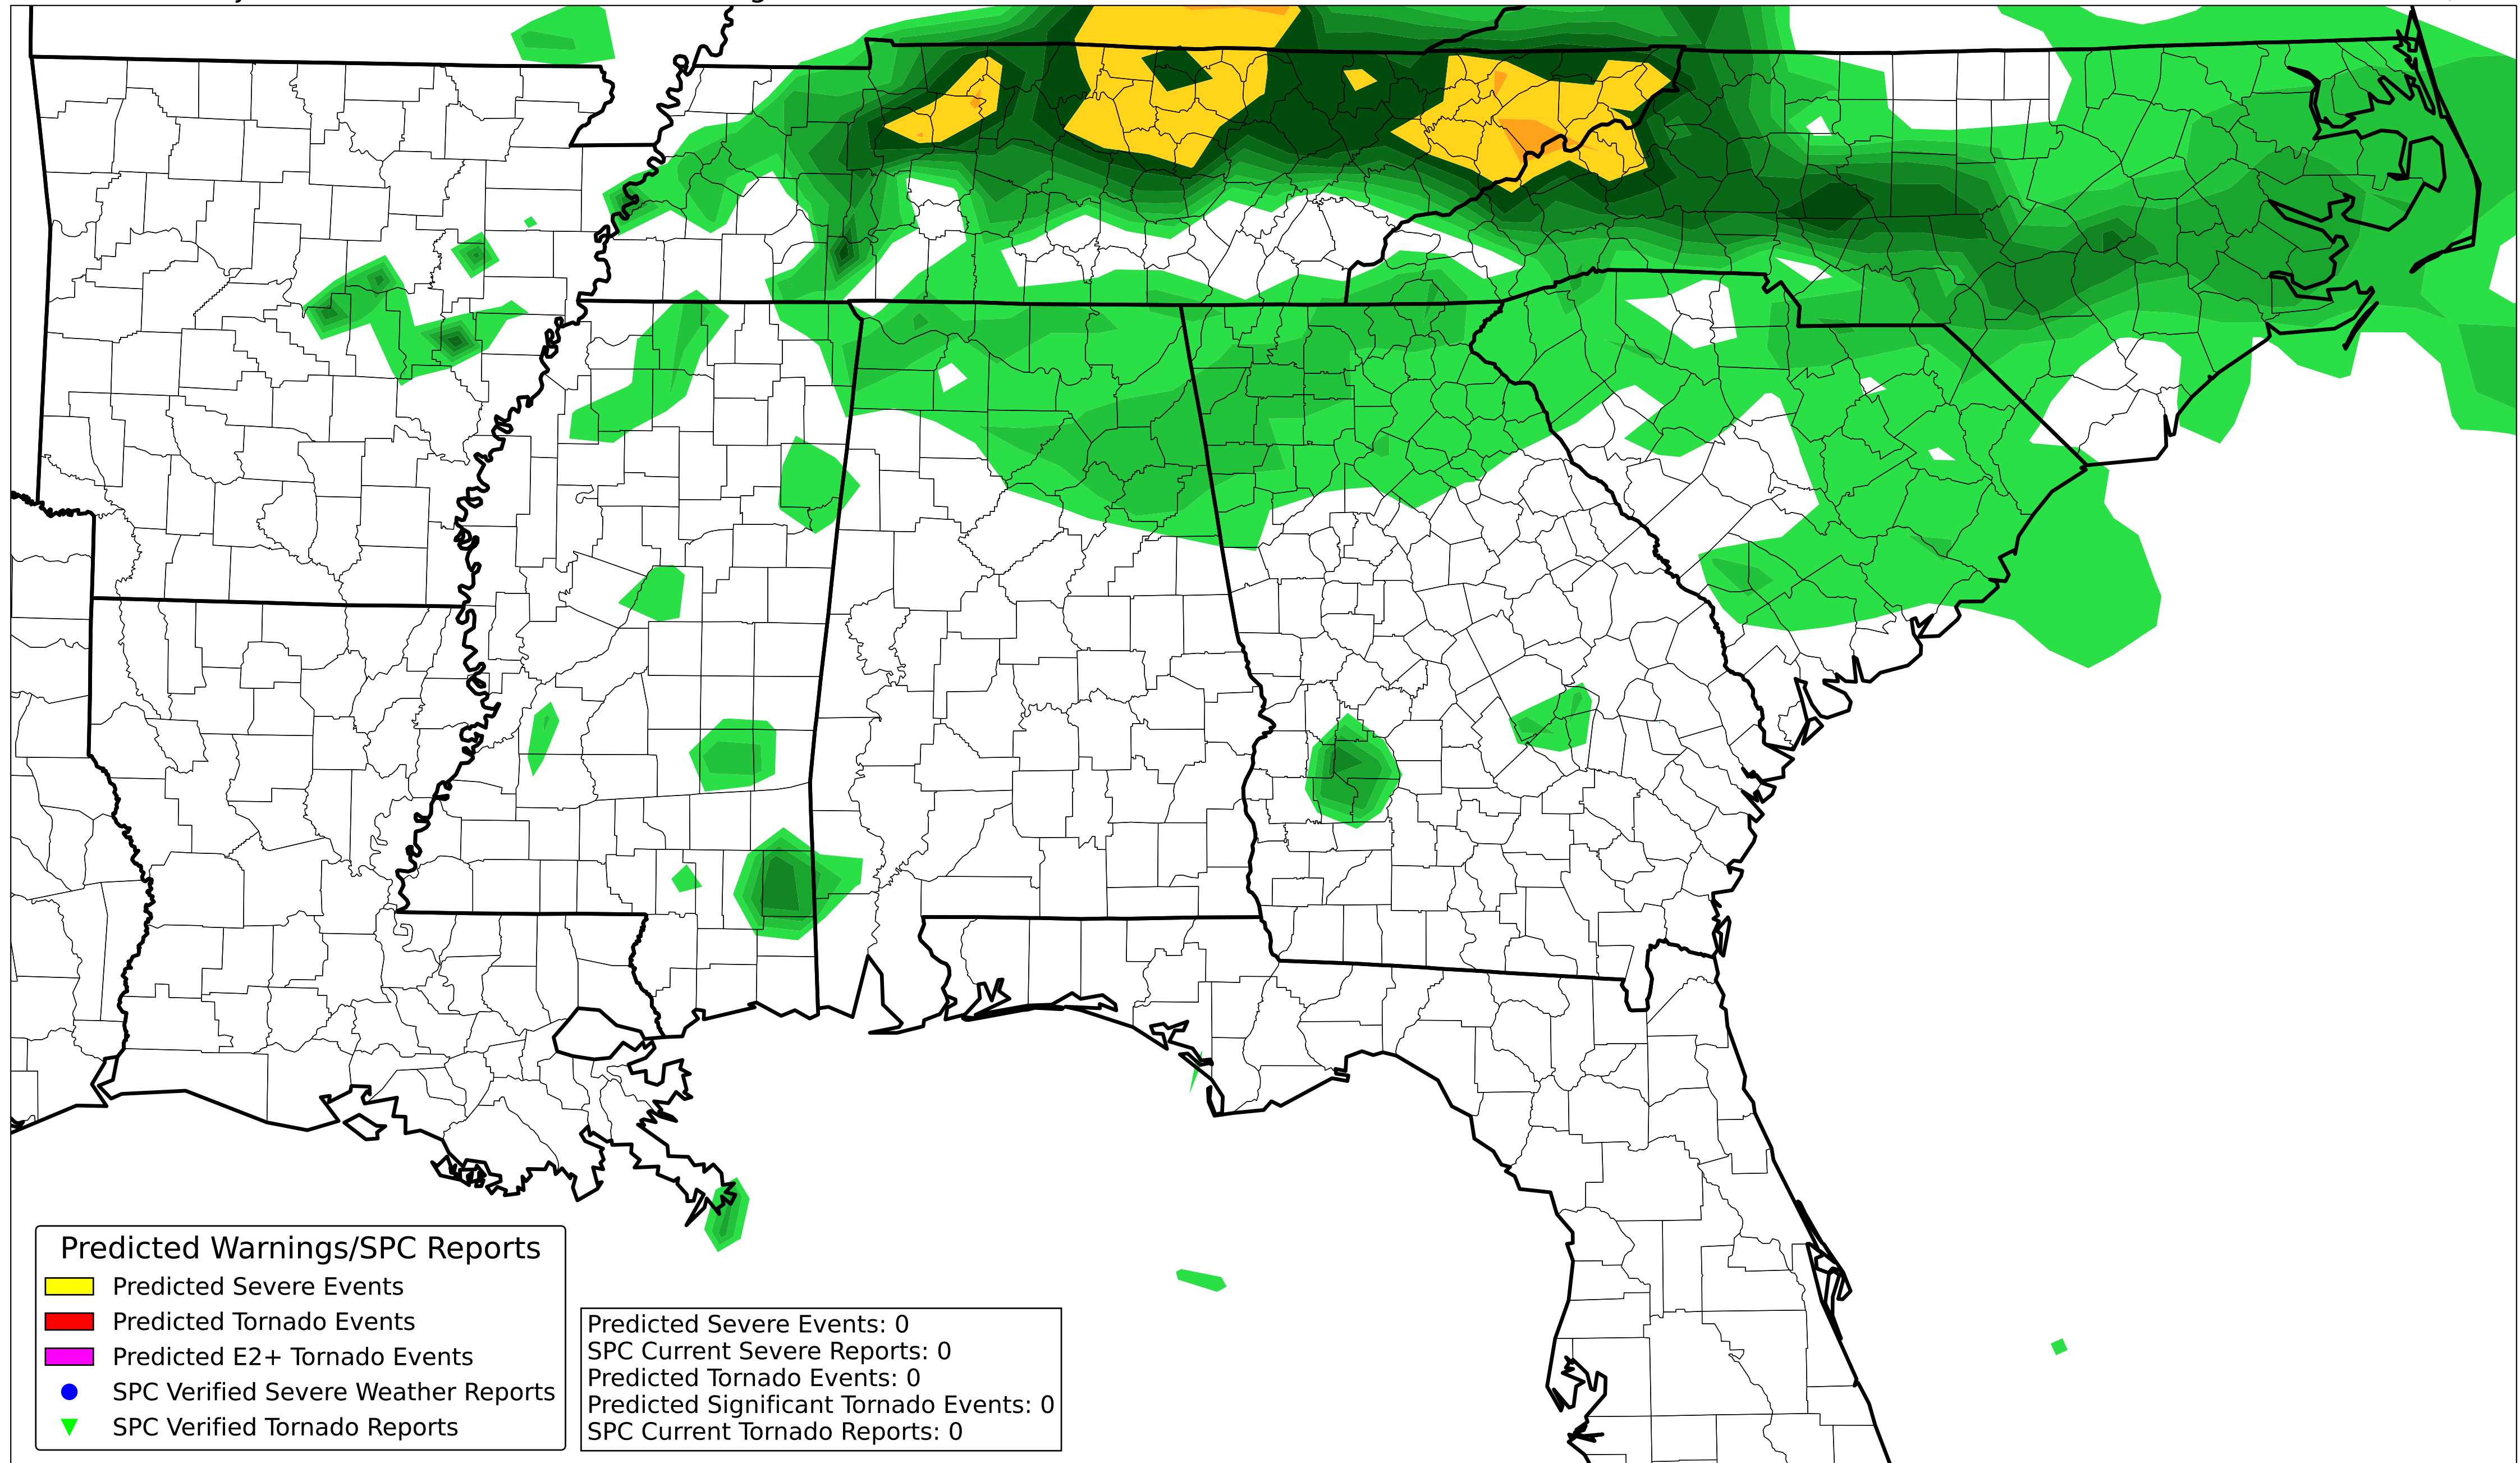 Predicted Warnings/SPC Reports
Predicted Severe Events
Predicted Tornado Events
Predicted E2+ Tornado Events
SPC Verified Severe Weather Reports
SPC Verified Tornado Reports
Predicted Severe Events: 0
SPC Current Severe Reports: 0
Predicted Tornado Events: 0
Predicted Significant Tornado Events: 0
SPC Current Tornado Reports: 0